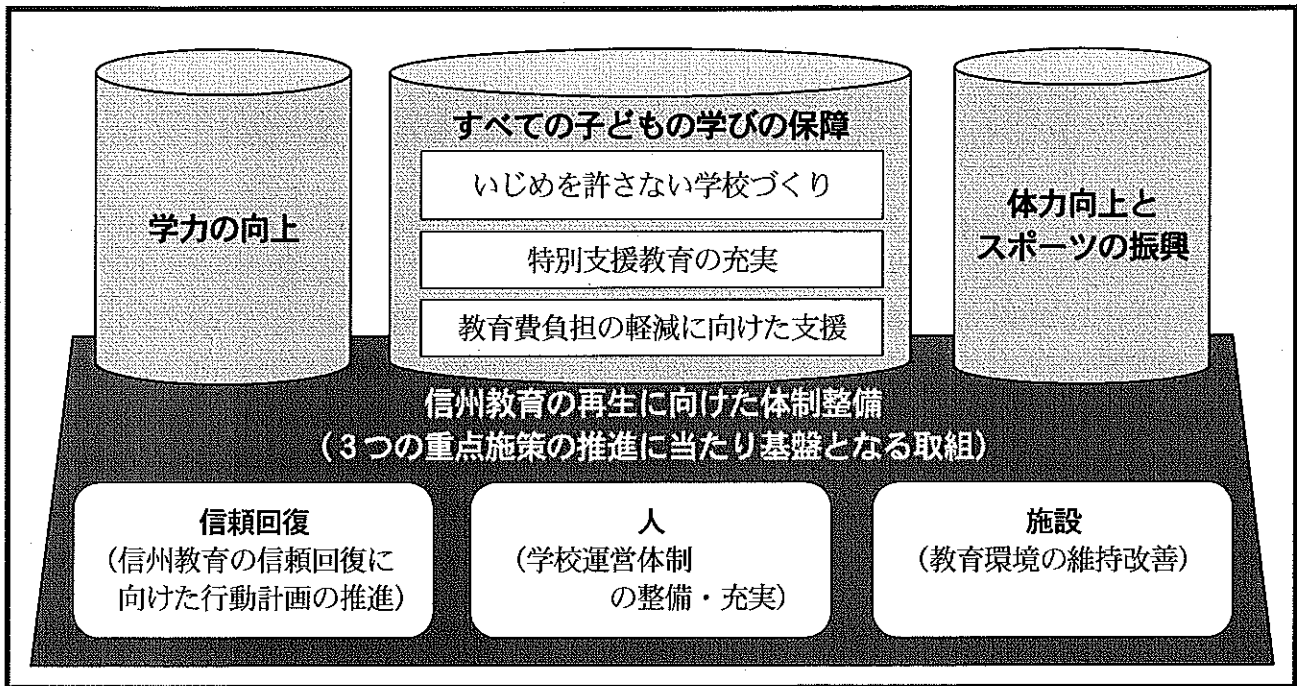 学力の向上
すべての子どもの学びの保障
いじめを許さない学校づくり
特別支援教育の充実
教育費負担の軽減に向けた支援
体力向上と
スポーツの振興
信州教育の再生に向けた体制整備
（３つの重点施策の推進に当たり基盤となる取組）
信頼回復
（信州教育の信頼回復に
向けた行動計画の推進）
人
（学校運営体制
の整備・充実）
施設
（教育環境の維持改善）